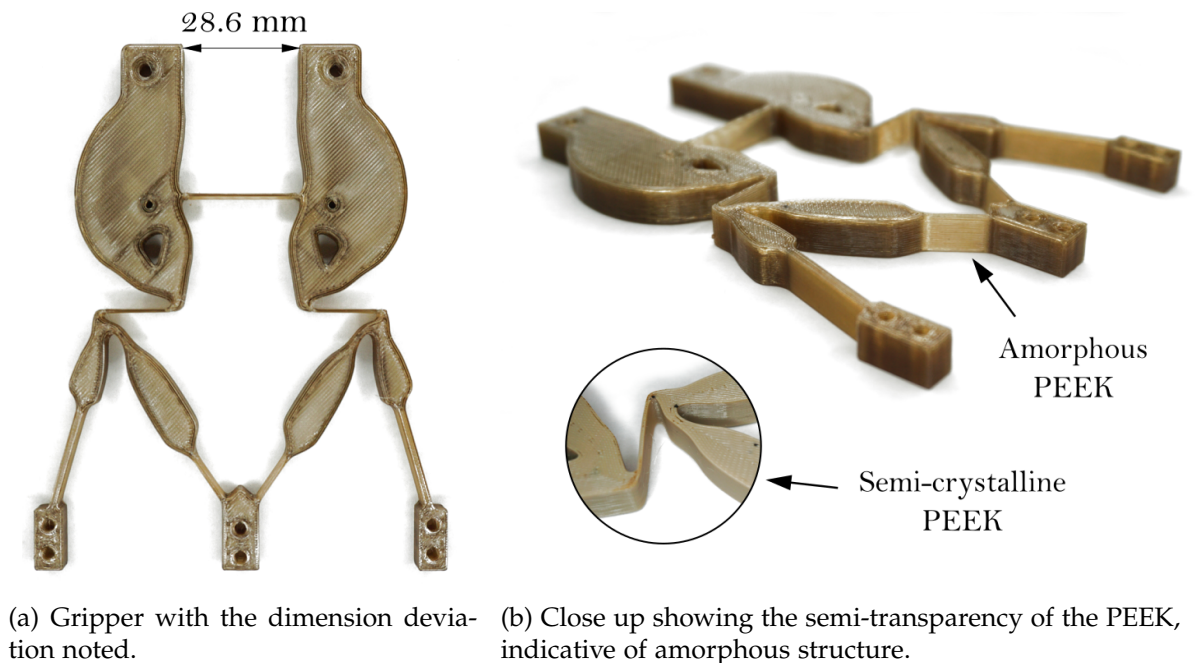 28.6 mm
Amorphous
PEEK
Semi-crystalline
PEEK
(a) Gripper with the dimension devia-
tion noted.
(b) Close up showing the semi-transparency of the PEEK,
indicative of amorphous structure.